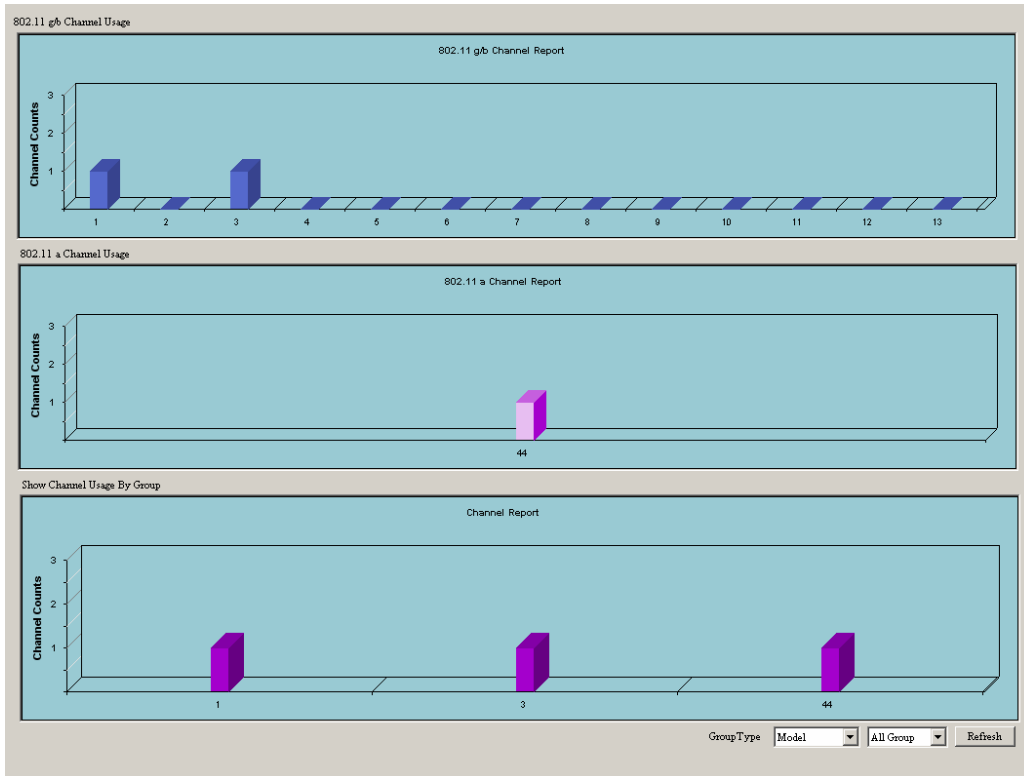 802.11 g/b Channel Usage
802.11 g/b Channel Report
Channel Counts
3
2
1
1 2 3 4 5 6 7 8 9 10 11 12 13
802.11 a Channel Usage
802.11 a Channel Report
Channel Counts
3
2
1
44
Show Channel Usage By Group
Channel Report
Channel Counts
3
2
1
1 3 44
GroupType Model All Group Refresh